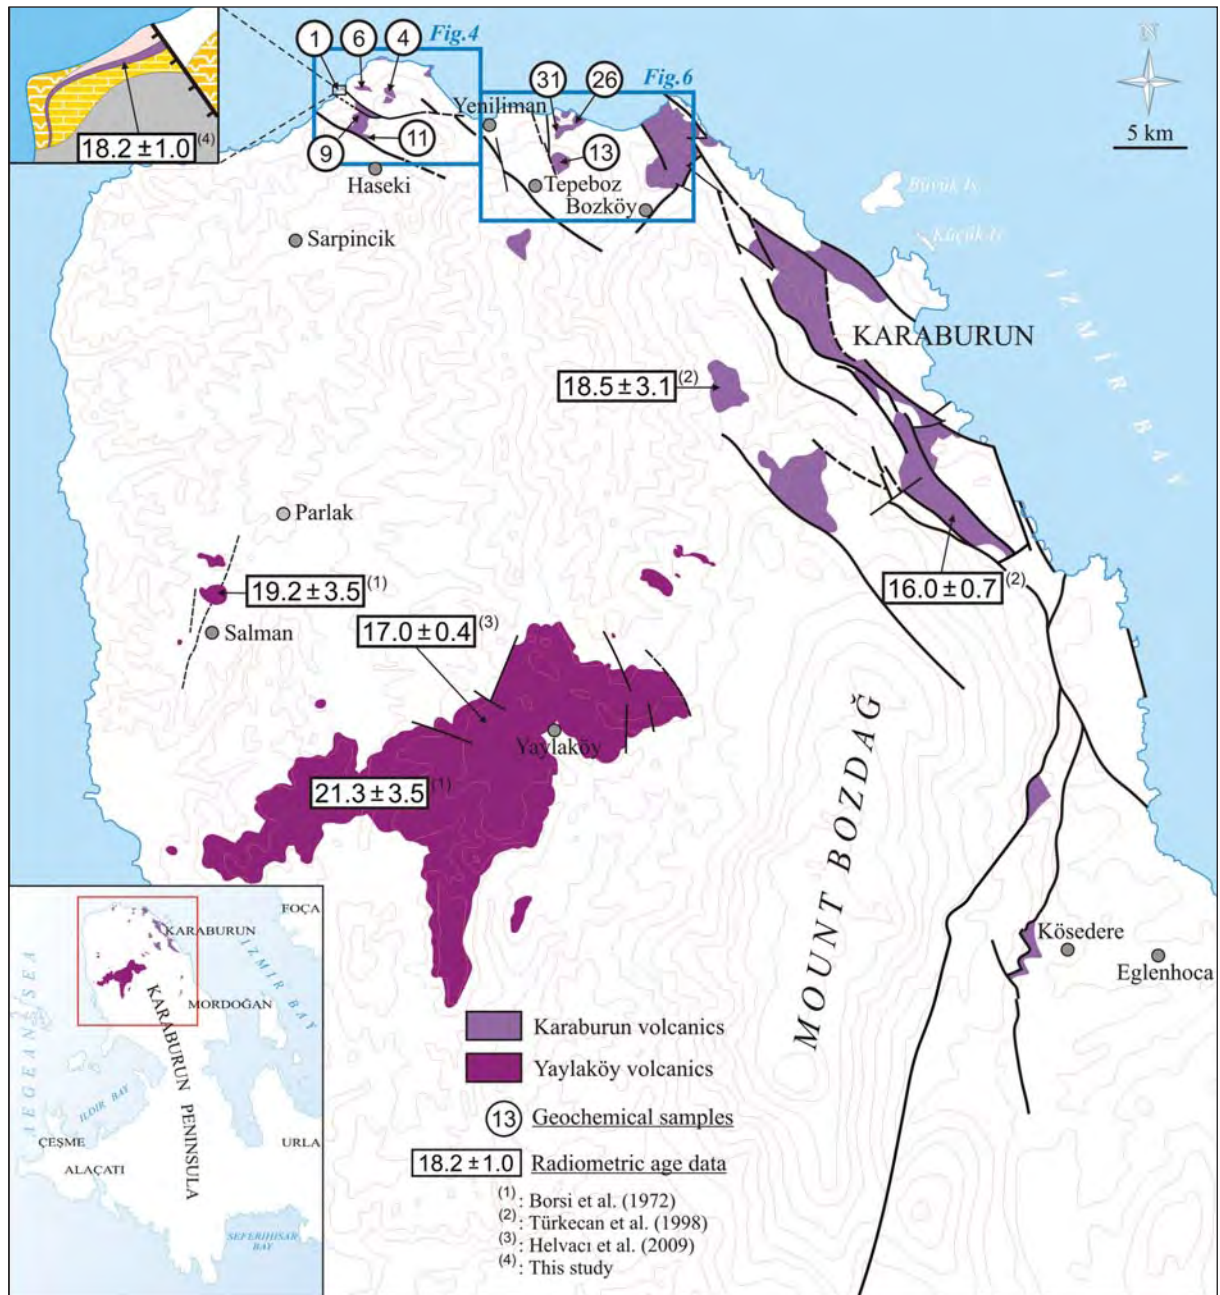 1
6
4
Fig.4
N
5 km
18.2 ± 1.0 (4)
9
11
Haseki
Yeniliman
31
26
Fig.6
13
Tepeboz
Bozköy
Büyük Is.
Küçük Is.
Sarpincik
IZMIR BAY
KARABURUN
18.5 ± 3.1 (2)
Parlak
19.2 ± 3.5 (1)
Salman
17.0 ± 0.4 (3)
16.0 ± 0.7 (2)
Yaylaköy
21.3 ± 3.5 (1)
MOUNT BOZDAĞ
Kösedere
Eglenhoca
AEGEAN SEA
FOÇA
KARABURUN
IZMIR BAY
MORDOĞAN
KARABURUN PENINSULA
ILDIR BAY
ÇEŞME
ALAÇATI
URLA
SEFERIHISAR
BAY
Karaburun volcanics
Yaylaköy volcanics
13 Geochemical samples
18.2 ± 1.0 Radiometric age data
(1): Borsi et al. (1972)
(2): Türkecan et al. (1998)
(3): Helvacı et al. (2009)
(4): This study